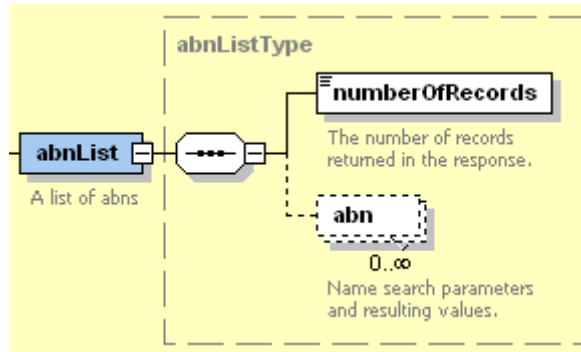 abnListType
numberOfRecords
The number of records
returned in the response.
abnList
A list of abns
abn
0..∞
Name search parameters
and resulting values.